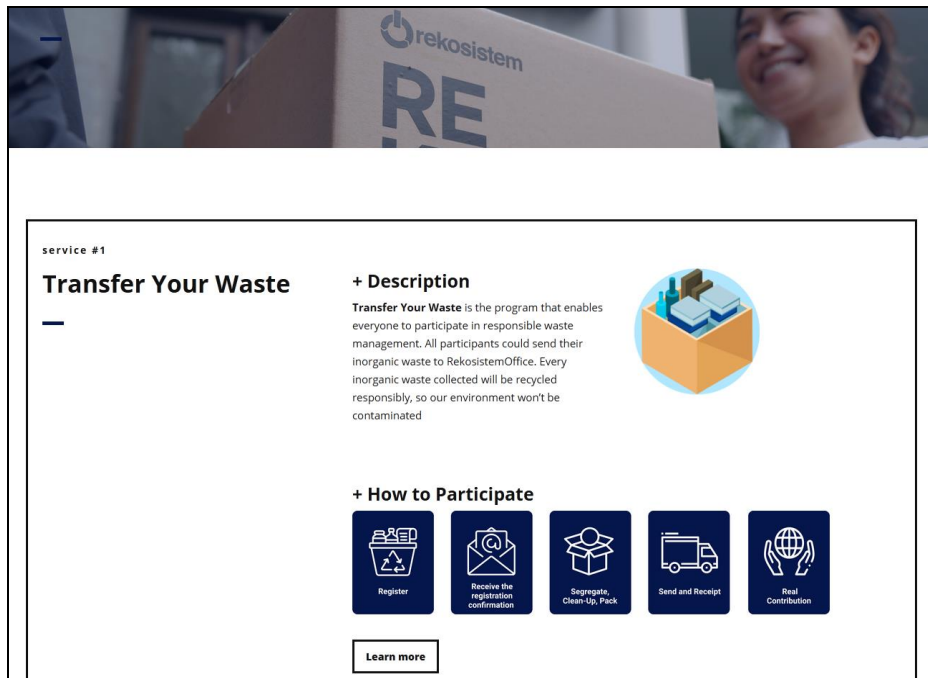 rekosistem
RE
service #1
Transfer Your Waste
+ Description
Transfer Your Waste is the program that enables
everyone to participate in responsible waste
management. All participants could send their
inorganic waste to RekosistemOffice. Every
inorganic waste collected will be recycled
responsibly, so our environment won't be
contaminated
+ How to Participate
Register
Receive the
registration
confirmation
Segregate,
Clean-Up, Pack
Send and Receipt
Real
Contribution
Learn more